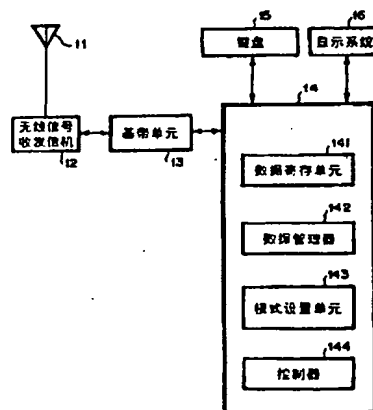 15
16
键盘
显示系统
11
14
无线信号
收发信机
12
基带单元
13
141
数据寄存单元
142
数据管理器
143
模式设置单元
144
控制器